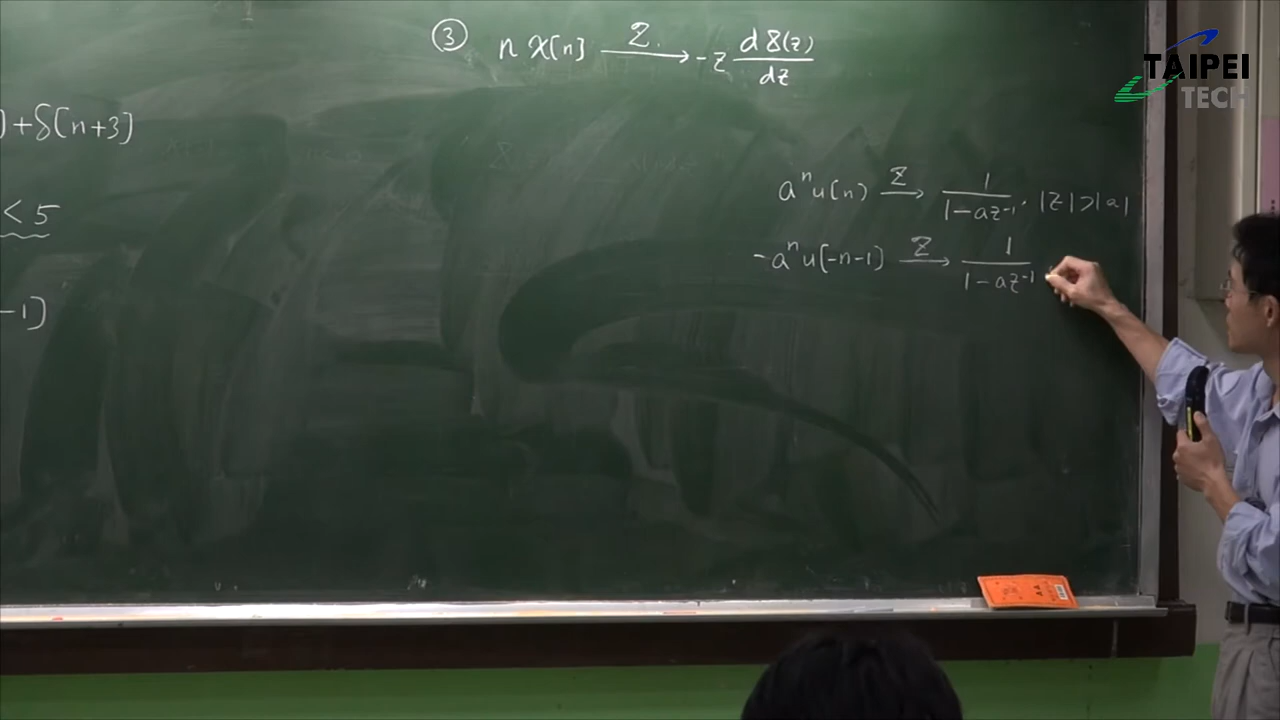 ③ n x[n] Z→ -z dX(z)/dz
)+δ[n+3]
a^n u[n] Z→ 1/(1-az^-1), |z|>|a|
< 5
-a^n u[-n-1] Z→ 1/(1-az^-1)
-1]
TAIPEI
TECH